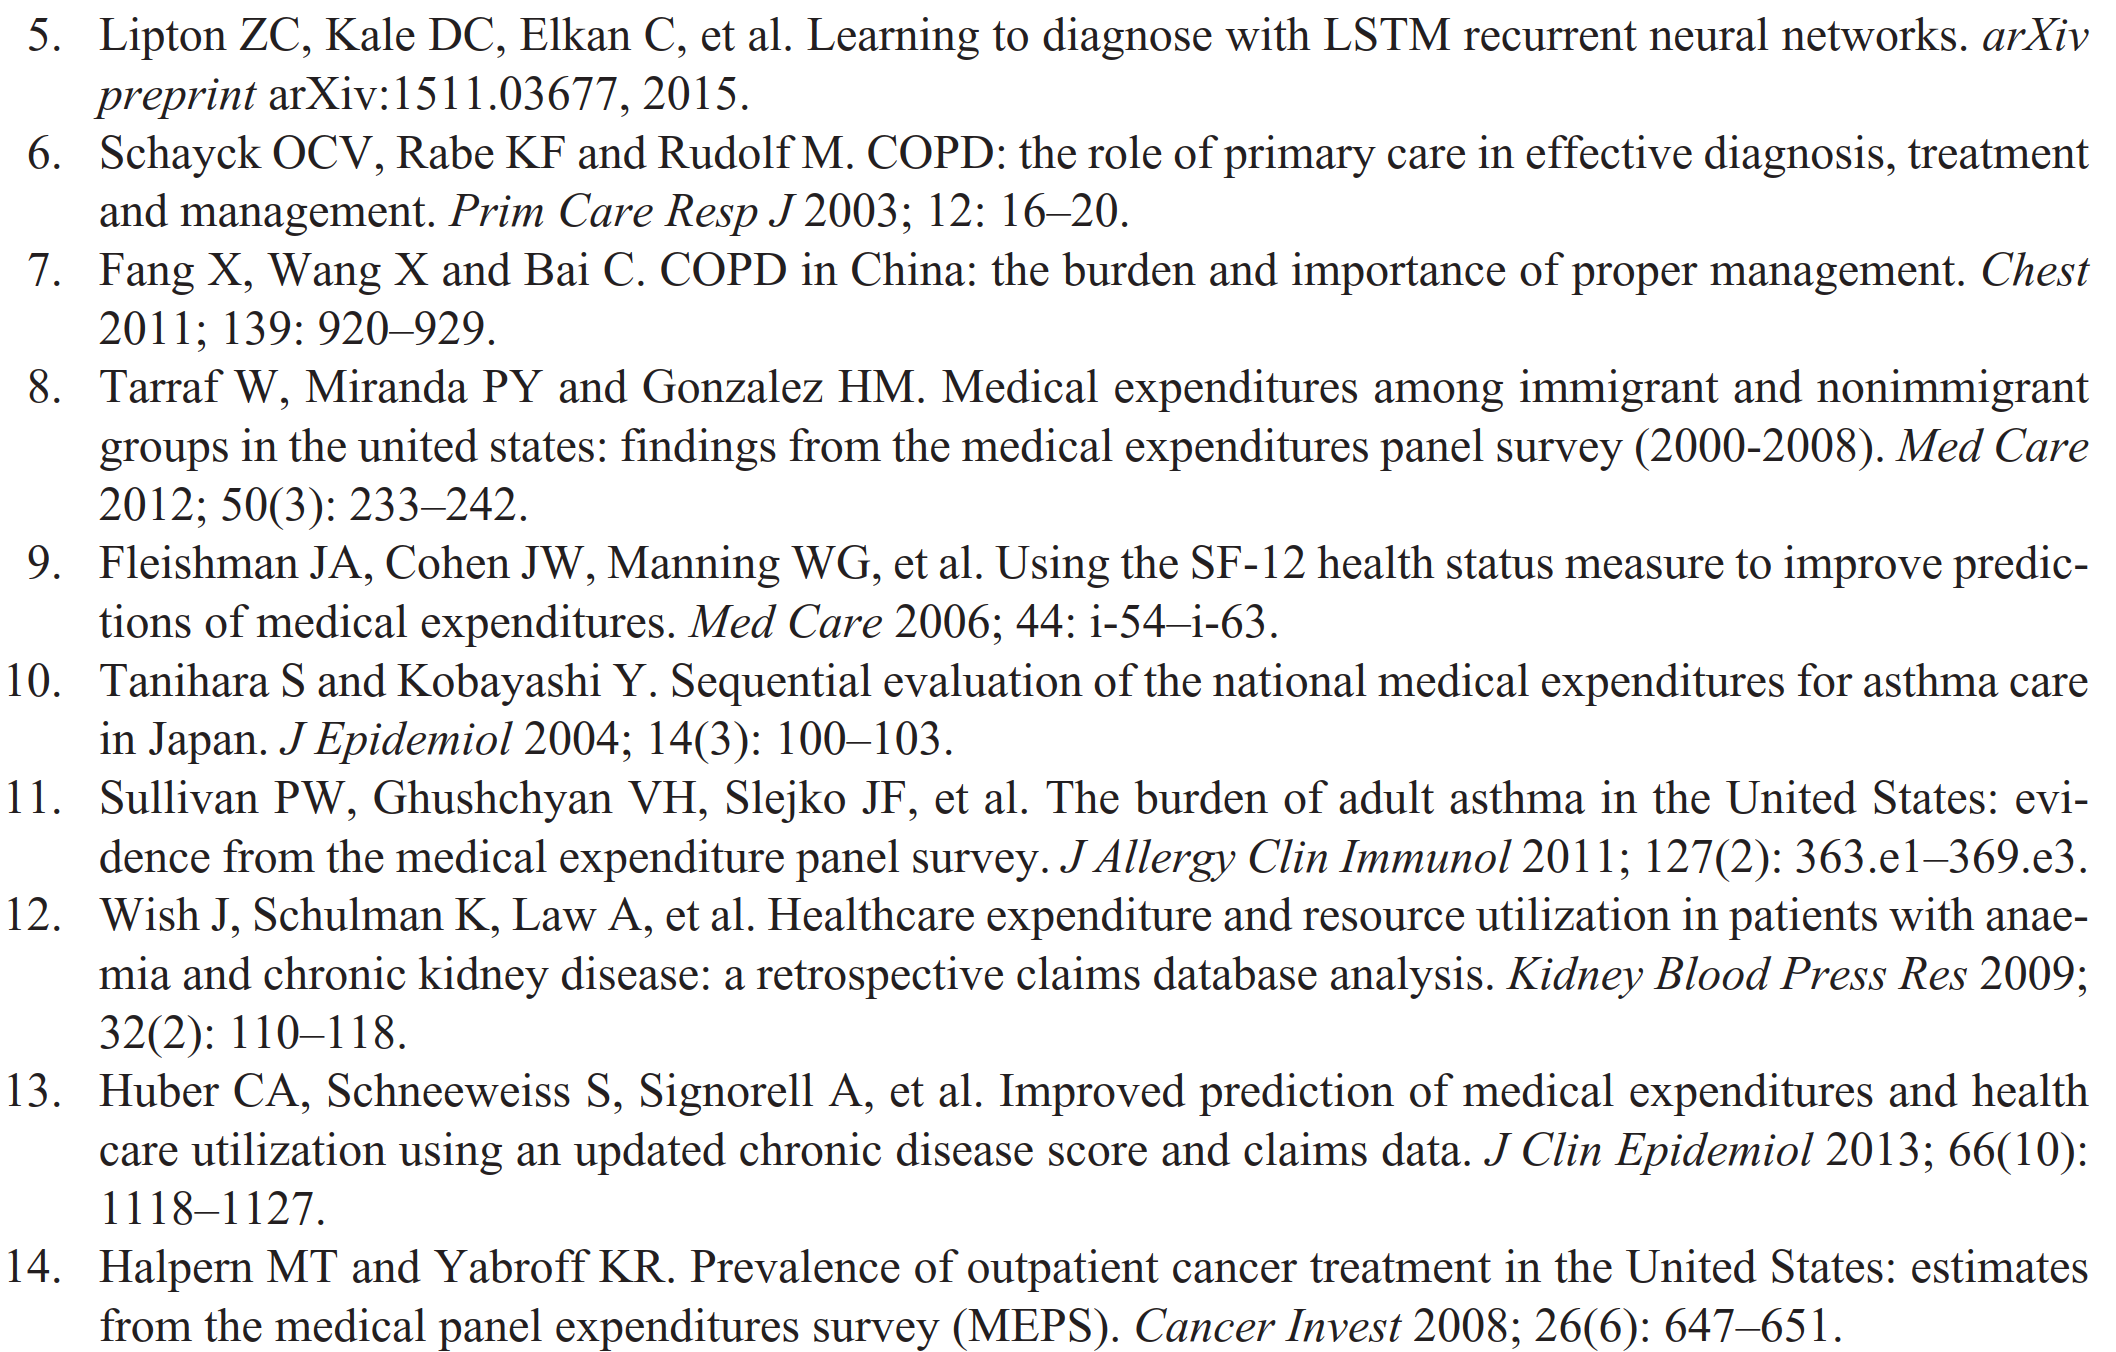 5. Lipton ZC, Kale DC, Elkan C, et al. Learning to diagnose with LSTM recurrent neural networks. arXiv
preprint arXiv:1511.03677, 2015.
6. Schayck OCV, Rabe KF and Rudolf M. COPD: the role of primary care in effective diagnosis, treatment
and management. Prim Care Resp J 2003; 12: 16–20.
7. Fang X, Wang X and Bai C. COPD in China: the burden and importance of proper management. Chest
2011; 139: 920–929.
8. Tarraf W, Miranda PY and Gonzalez HM. Medical expenditures among immigrant and nonimmigrant
groups in the united states: findings from the medical expenditures panel survey (2000-2008). Med Care
2012; 50(3): 233–242.
9. Fleishman JA, Cohen JW, Manning WG, et al. Using the SF-12 health status measure to improve predic-
tions of medical expenditures. Med Care 2006; 44: i-54–i-63.
10. Tanihara S and Kobayashi Y. Sequential evaluation of the national medical expenditures for asthma care
in Japan. J Epidemiol 2004; 14(3): 100–103.
11. Sullivan PW, Ghushchyan VH, Slejko JF, et al. The burden of adult asthma in the United States: evi-
dence from the medical expenditure panel survey. J Allergy Clin Immunol 2011; 127(2): 363.e1–369.e3.
12. Wish J, Schulman K, Law A, et al. Healthcare expenditure and resource utilization in patients with anae-
mia and chronic kidney disease: a retrospective claims database analysis. Kidney Blood Press Res 2009;
32(2): 110–118.
13. Huber CA, Schneeweiss S, Signorell A, et al. Improved prediction of medical expenditures and health
care utilization using an updated chronic disease score and claims data. J Clin Epidemiol 2013; 66(10):
1118–1127.
14. Halpern MT and Yabroff KR. Prevalence of outpatient cancer treatment in the United States: estimates
from the medical panel expenditures survey (MEPS). Cancer Invest 2008; 26(6): 647–651.